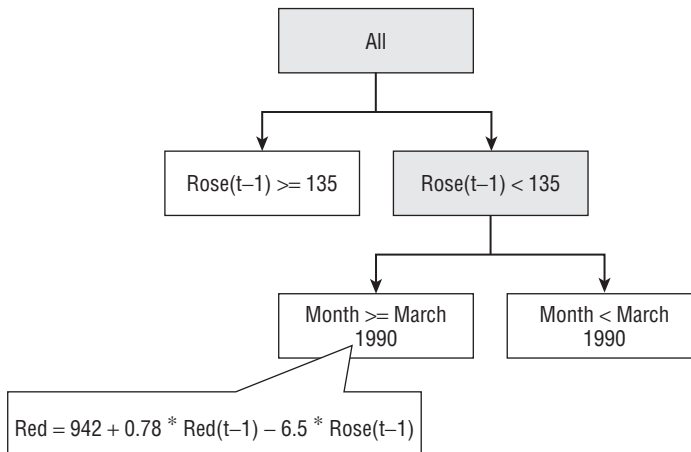 All
Rose(t–1) >= 135
Rose(t–1) < 135
Month >= March
1990
Month < March
1990
Red = 942 + 0.78 * Red(t–1) – 6.5 * Rose(t–1)